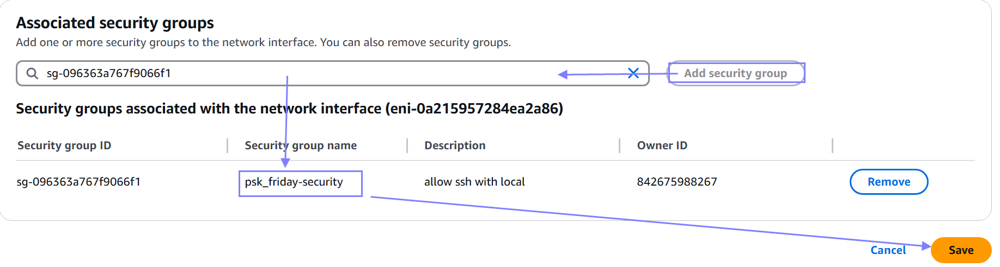 Associated security groups
Add one or more security groups to the network interface. You can also remove security groups.
sg-096363a767f9066f1 Add security group
Security groups associated with the network interface (eni-0a215957284ea2a86)
Security group ID Security group name Description Owner ID
sg-096363a767f9066f1 psk_friday-security allow ssh with local 842675988267 Remove
Cancel Save